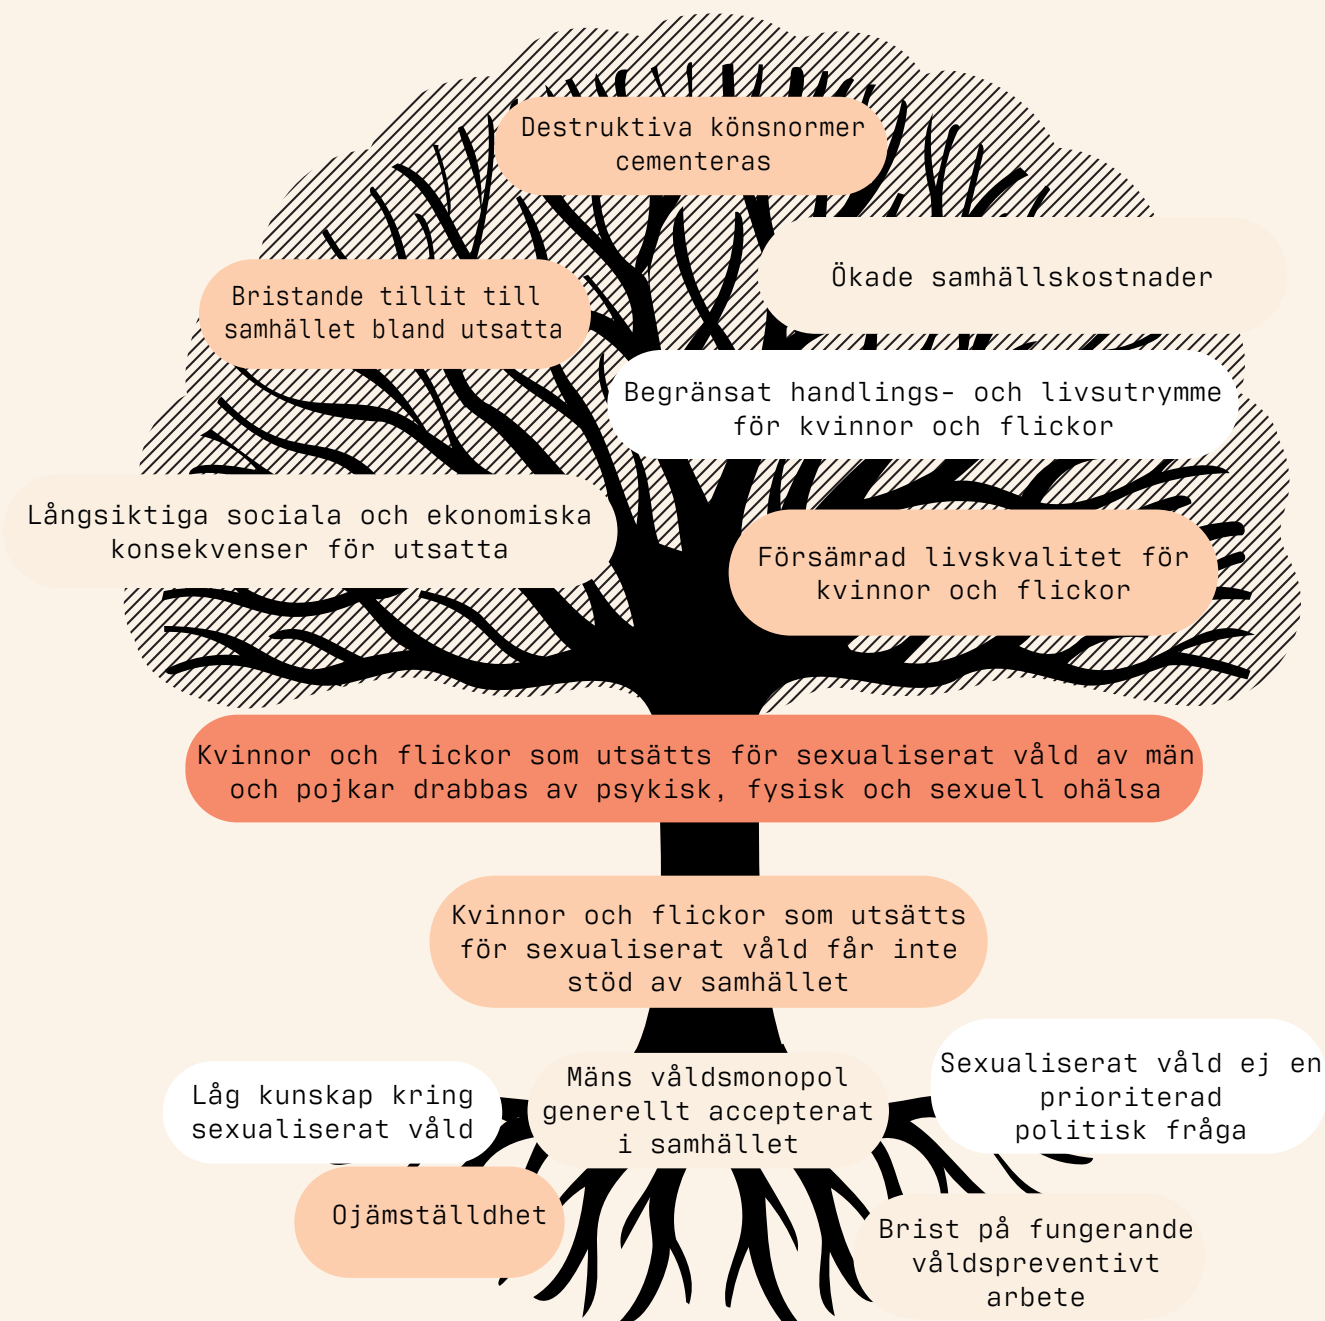 Destruktiva könsnormer
cementeras
Ökade samhällskostnader
Bristande tillit till
samhället bland utsatta
Begränsat handlings- och livsutrymme
för kvinnor och flickor
Långsiktiga sociala och ekonomiska
konsekvenser för utsatta
Försämrad livskvalitet för
kvinnor och flickor
Kvinnor och flickor som utsätts för sexualiserat våld av män
och pojkar drabbas av psykisk, fysisk och sexuell ohälsa
Kvinnor och flickor som utsätts
för sexualiserat våld får inte
stöd av samhället
Låg kunskap kring
sexualiserat våld
Mäns våldsmonopol
generellt accepterat
i samhället
Sexualiserat våld ej en
prioriterad
politisk fråga
Ojämställdhet
Brist på fungerande
våldspreventivt
arbete